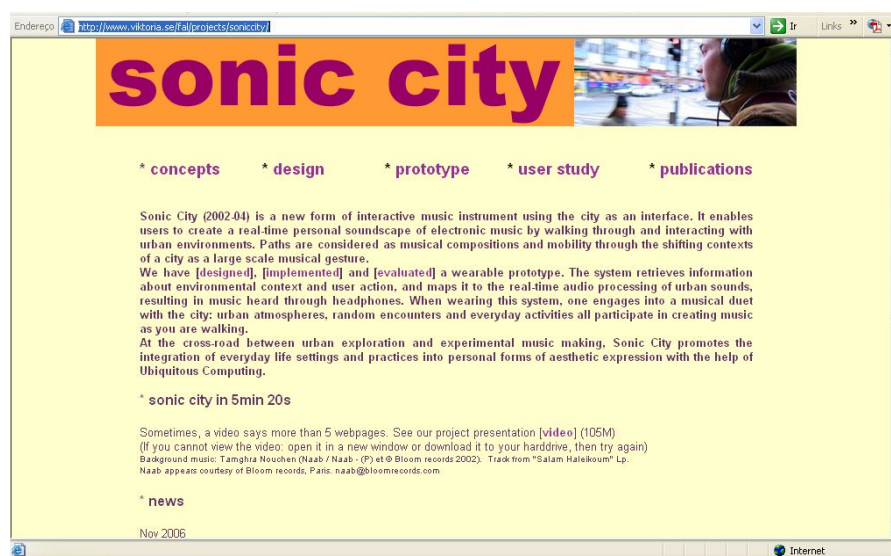 Endereço http://www.viktoria.se/fal/projects/soniccity/ Ir Links »
sonic city
* concepts * design * prototype * user study * publications
Sonic City (2002-04) is a new form of interactive music instrument using the city as an interface. It enables
users to create a real-time personal soundscape of electronic music by walking through and interacting with
urban environments. Paths are considered as musical compositions and mobility through the shifting contexts
of a city as a large scale musical gesture.
We have [designed], [implemented] and [evaluated] a wearable prototype. The system retrieves information
about environmental context and user action, and maps it to the real-time audio processing of urban sounds,
resulting in music heard through headphones. When wearing this system, one engages into a musical duet
with the city: urban atmospheres, random encounters and everyday activities all participate in creating music
as you are walking.
At the cross-road between urban exploration and experimental music making, Sonic City promotes the
integration of everyday life settings and practices into personal forms of aesthetic expression with the help of
Ubiquitous Computing.
* sonic city in 5min 20s
Sometimes, a video says more than 5 webpages. See our project presentation [video] (105M)
(If you cannot view the video: open it in a new window or download it to your harddrive, then try again)
Background music: Tamghra Nouchen (Naab / Naab - (P) et © Bloom records 2002). Track from "Salam Haleikoum" Lp.
Naab appears courtesy of Bloom records, Paris. naab@bloomrecords.com
* news
Nov 2006
Internet